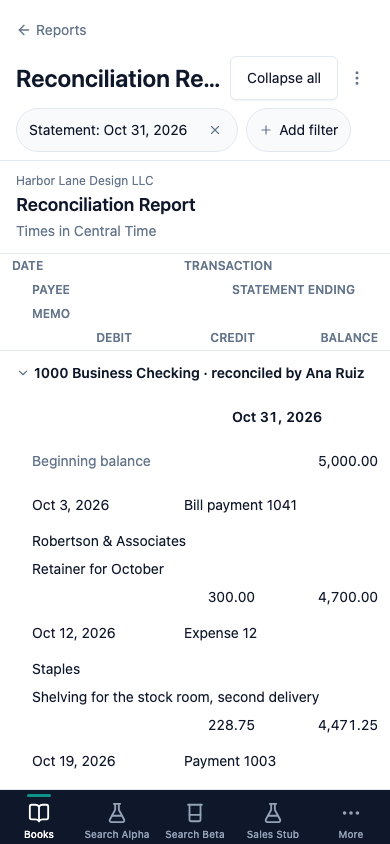 Reports
Reconciliation Re...
Collapse all
Statement: Oct 31, 2026
Add filter
Harbor Lane Design LLC
Reconciliation Report
Times in Central Time
DATE TRANSACTION
PAYEE STATEMENT ENDING
MEMO
DEBIT CREDIT BALANCE
1000 Business Checking · reconciled by Ana Ruiz
Oct 31, 2026
Beginning balance 5,000.00
Oct 3, 2026 Bill payment 1041
Robertson & Associates
Retainer for October
300.00 4,700.00
Oct 12, 2026 Expense 12
Staples
Shelving for the stock room, second delivery
228.75 4,471.25
Oct 19, 2026 Payment 1003
Books Search Alpha Search Beta Sales Stub More